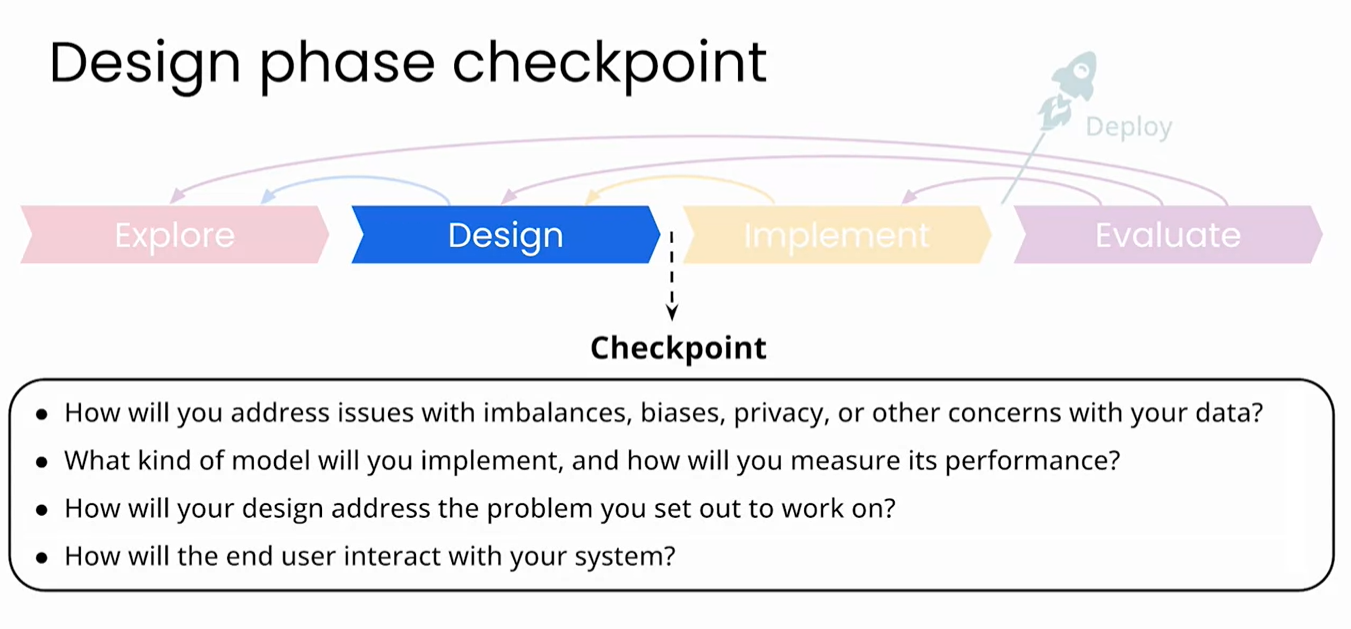 Design phase checkpoint
Deploy
Explore
Design
Implement
Evaluate
Checkpoint
● How will you address issues with imbalances, biases, privacy, or other concerns with your data?
● What kind of model will you implement, and how will you measure its performance?
● How will your design address the problem you set out to work on?
● How will the end user interact with your system?